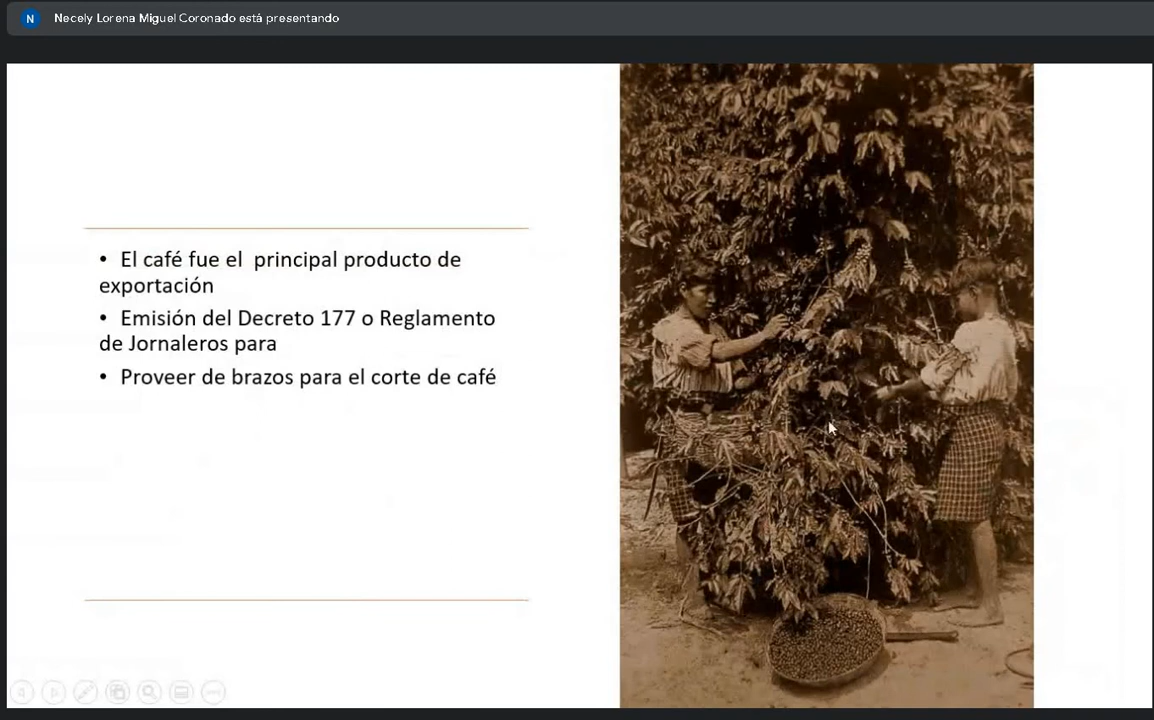 N Necely Lorena Miguel Coronado está presentando
• El café fue el  principal producto de
exportación
• Emisión del Decreto 177 o Reglamento
de Jornaleros para
• Proveer de brazos para el corte de café